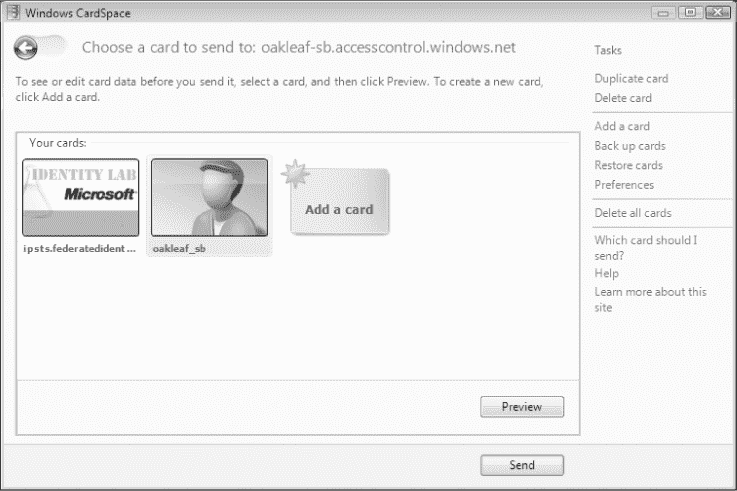 Windows CardSpace
Choose a card to send to: oakleaf-sb.accesscontrol.windows.net
To see or edit card data before you send it, select a card, and then click Preview. To create a new card,
click Add a card.
Your cards:
IDENTITY LAB
Microsoft
ipsts.federatedident ...
oakleaf_sb
Add a card
Preview
Send
Tasks
Duplicate card
Delete card
Add a card
Back up cards
Restore cards
Preferences
Delete all cards
Which card should I
send?
Help
Learn more about this
site